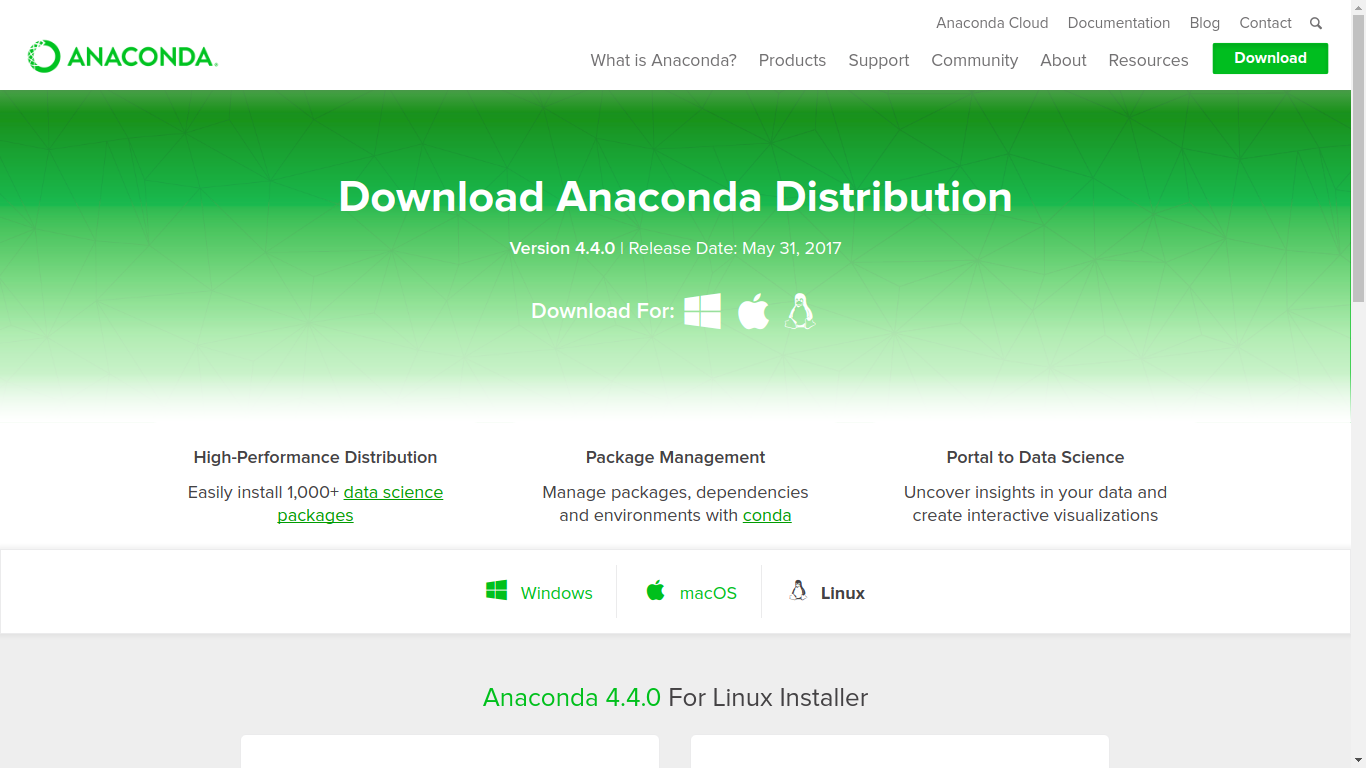 Anaconda Cloud Documentation Blog Contact
ANACONDA
What is Anaconda? Products Support Community About Resources Download
Download Anaconda Distribution
Version 4.4.0 | Release Date: May 31, 2017
Download For:
High-Performance Distribution
Easily install 1,000+ data science
packages
Package Management
Manage packages, dependencies
and environments with conda
Portal to Data Science
Uncover insights in your data and
create interactive visualizations
Windows macOS Linux
Anaconda 4.4.0 For Linux Installer